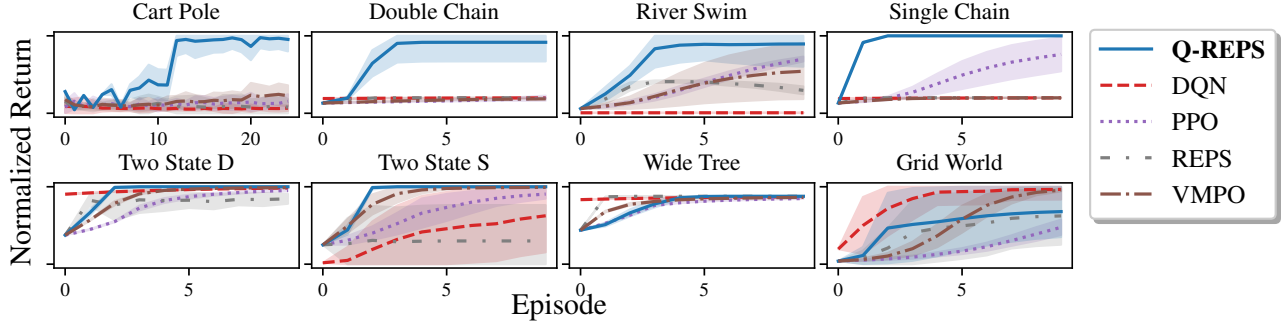 Cart Pole Double Chain River Swim Single Chain
0 10 20 0 5 0 5 0 5
Two State D Two State S Wide Tree Grid World
0 5 0 5 0 5 0 5
Episode
Normalized Return
Q-REPS
DQN
PPO
REPS
VMPO